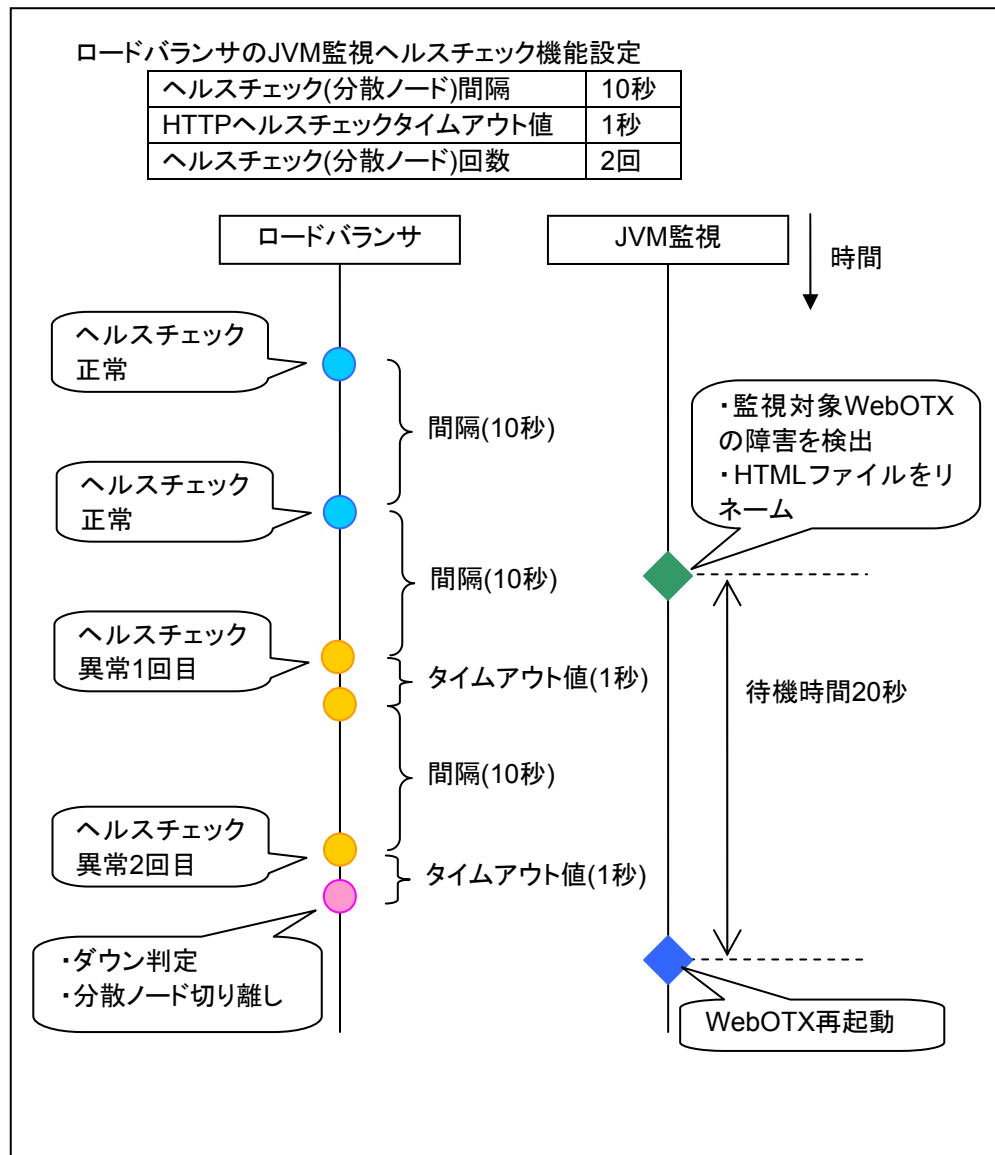 ロードバランサのJVM監視ヘルスチェック機能設定
ヘルスチェック(分散ノード)間隔 10秒
HTTPヘルスチェックタイムアウト値 1秒
ヘルスチェック(分散ノード)回数 2回
ロードバランサ
JVM監視
時間
ヘルスチェック
正常
間隔(10秒)
・監視対象WebOTX
の障害を検出
・HTMLファイルをリ
ネーム
ヘルスチェック
正常
間隔(10秒)
ヘルスチェック
異常1回目
タイムアウト値(1秒)
待機時間20秒
間隔(10秒)
ヘルスチェック
異常2回目
タイムアウト値(1秒)
・ダウン判定
・分散ノード切り離し
WebOTX再起動